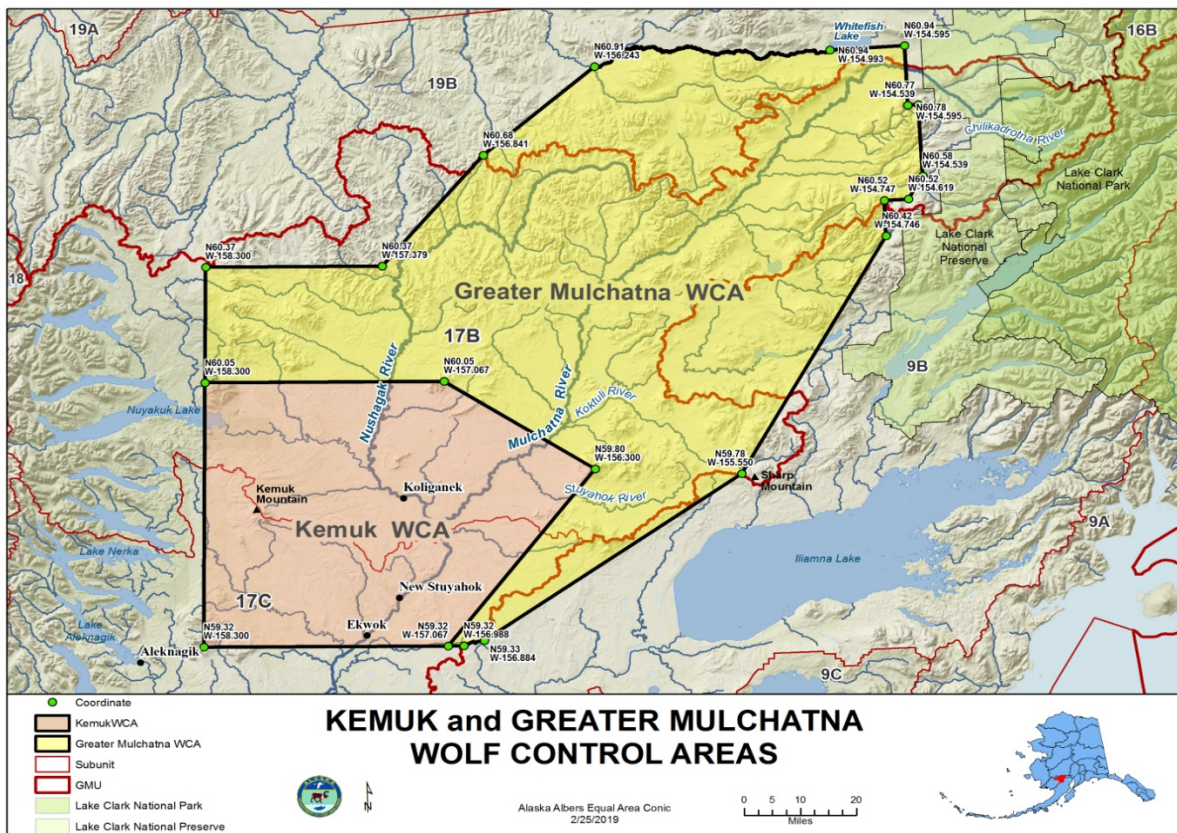 19A
19B
16B
Whitefish
Lake
N60.94
W-154.595
N60.91
W-156.243
N60.94
W-154.993
N60.77
W-154.539
N60.78
W-154.595
Chilikadrotna River
N60.68
W-156.841
N60.58
W-154.539
N60.52
W-154.747
N60.52
W-154.619
Lake Clark
National Park
N60.42
W-154.746
Lake Clark
National
Preserve
18
N60.37
W-158.300
N60.37
W-157.379
Greater Mulchatna WCA
17B
9B
N60.05
W-158.300
N60.05
W-157.067
Nushagak River
Mulchatna River
Koktuli River
Nuyakuk Lake
N59.80
W-156.300
N59.78
W-155.550
Sharp
Mountain
Stuyahok River
Kemuk
Mountain
Koliganek
Kemuk WCA
9A
Lake Nerka
Iliamna Lake
New Stuyahok
17C
Lake
Aleknagik
Ekwok
N59.32
W-158.300
N59.32
W-157.067
N59.32
W-156.988
N59.33
W-156.884
Aleknagik
9C
Coordinate
KemukWCA
Greater Mulchatna WCA
Subunit
GMU
Lake Clark National Park
Lake Clark National Preserve
KEMUK and GREATER MULCHATNA
WOLF CONTROL AREAS
N
Alaska Albers Equal Area Conic
2/25/2019
0 5 10 20
Miles